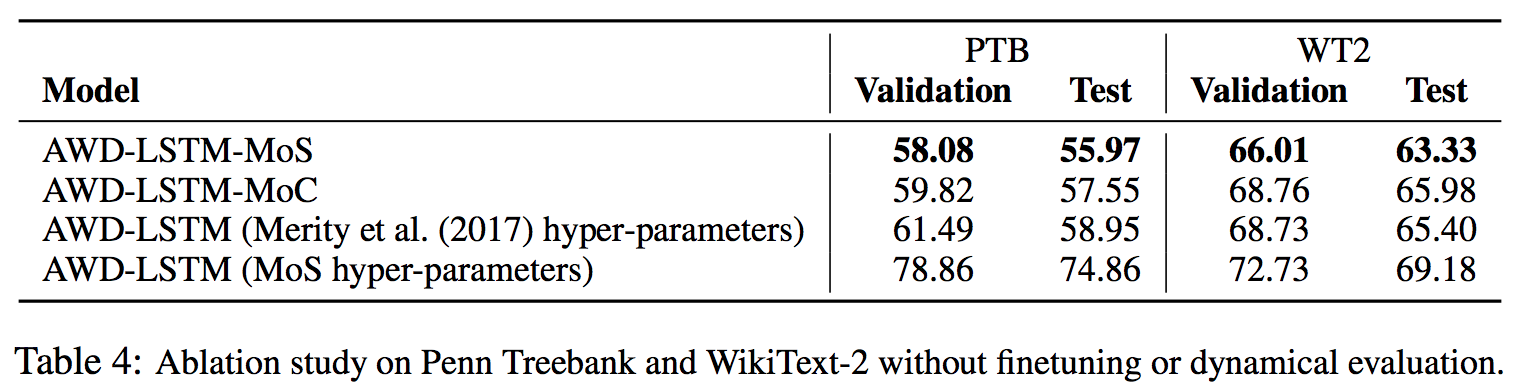 PTB WT2
Model Validation Test Validation Test
AWD-LSTM-MoS 58.08 55.97 66.01 63.33
AWD-LSTM-MoC 59.82 57.55 68.76 65.98
AWD-LSTM (Merity et al. (2017) hyper-parameters) 61.49 58.95 68.73 65.40
AWD-LSTM (MoS hyper-parameters) 78.86 74.86 72.73 69.18
Table 4: Ablation study on Penn Treebank and WikiText-2 without finetuning or dynamical evaluation.